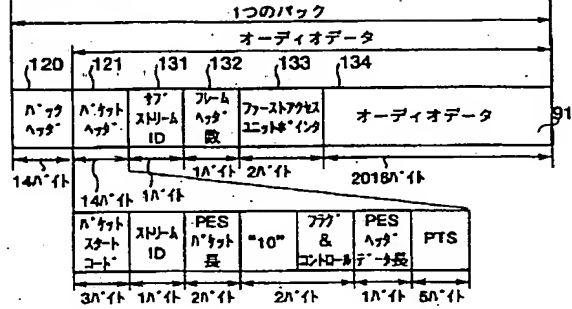 1つのパック
オーディオデータ
120
121
131
132
133
134
パック
ヘッダ
パケット
ヘッダ
サブ
ストリーム
ID
フレーム
ヘッダ
数
ファーストアクセス
ユニットポインタ
オーディオデータ
91
14バイト
14バイト
1バイト
1バイト
2バイト
2018バイト
パケット
スタート
コード
ストリーム
ID
PES
パケット
長
"10"
フラグ
&
コントロール
PES
ヘッダ
データ長
PTS
3バイト
1バイト
2バイト
2バイト
1バイト
5バイト